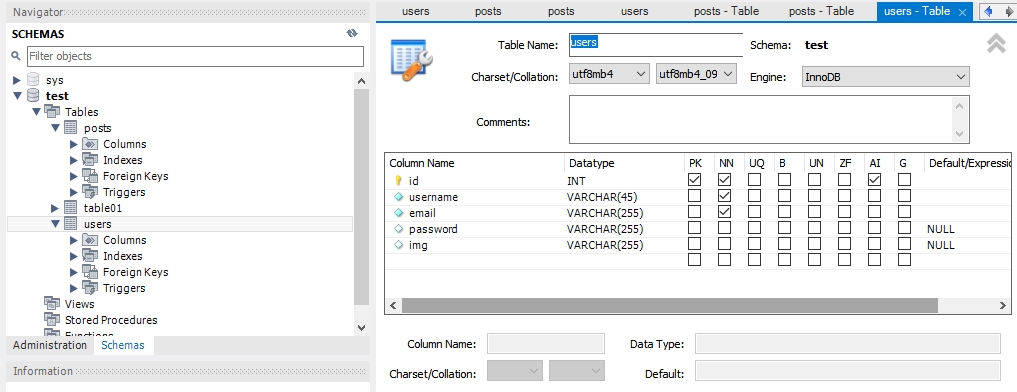 Navigator
SCHEMAS
Filter objects
sys
test
Tables
posts
Columns
Indexes
Foreign Keys
Triggers
table01
users
Columns
Indexes
Foreign Keys
Triggers
Views
Stored Procedures
Functions
Administration Schemas
Information
users posts posts users posts - Table posts - Table users - Table
Table Name: users Schema: test
Charset/Collation: utf8mb4 utf8mb4_09 Engine: InnoDB
Comments:
Column Name Datatype PK NN UQ B UN ZF AI G Default/Expressio
id INT
username VARCHAR(45)
email VARCHAR(255)
password VARCHAR(255) NULL
img VARCHAR(255) NULL
Column Name: Data Type:
Charset/Collation: Default: